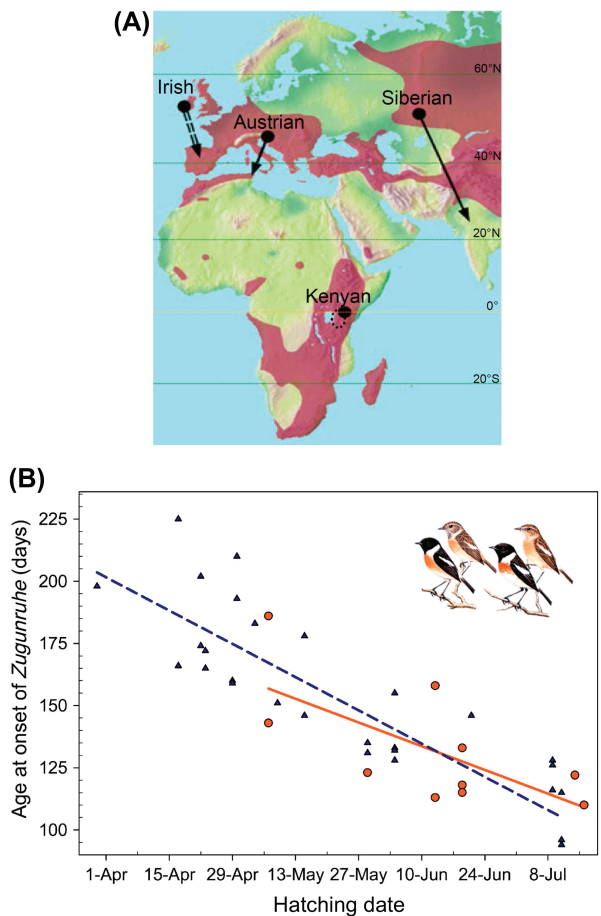 (A)
60°N
Irish
Siberian
Austrian
40°N
20°N
Kenyan
0°
20°S
(B)
Age at onset of Zugunruhe (days)
225
200
175
150
125
100
1-Apr 15-Apr 29-Apr 13-May 27-May 10-Jun 24-Jun 8-Jul
Hatching date